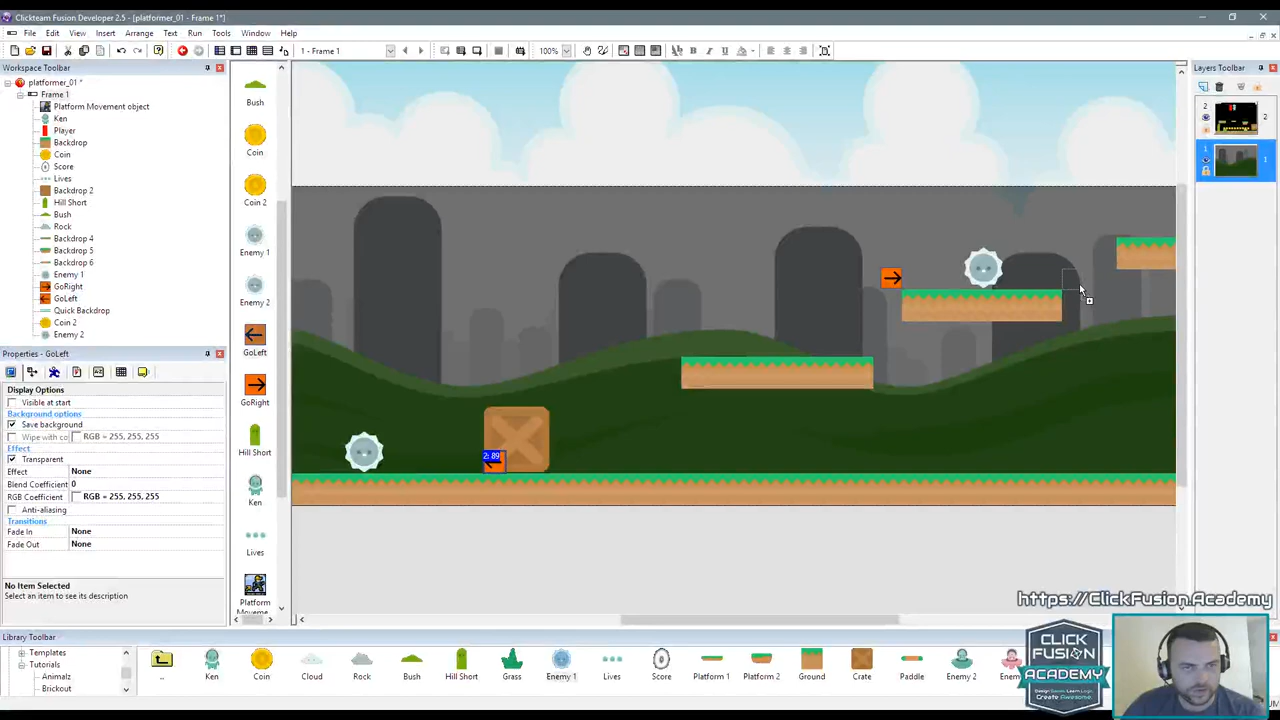 Clickteam Fusion Developer 2.5 - [platformer_01 - Frame 1*]
File Edit View Insert Arrange Text Run Tools Window Help
1 - Frame 1
100%
Workspace Toolbar
platformer_01 *
Frame 1
Platform Movement object
Ken
Player
Backdrop
Coin
Score
Lives
Backdrop 2
Hill Short
Bush
Rock
Backdrop 4
Backdrop 5
Backdrop 6
Enemy 1
GoRight
GoLeft
Quick Backdrop
Coin 2
Enemy 2
Properties - GoLeft
Display Options
Visible at start
Background options
Save background
Wipe with co RGB = 255, 255, 255
Effect
Transparent
Effect None
Blend Coefficient 0
RGB Coefficient RGB = 255, 255, 255
Anti-aliasing
Transitions
Fade In None
Fade Out None
No Item Selected
Select an item to see its description
Bush
Coin
Coin 2
Enemy 1
Enemy 2
GoLeft
GoRight
Hill Short
Ken
Lives
Platform
Moveme
2: 89
Layers Toolbar
2
2
1
1
https://ClickFusion.Academy
CLICK
FUSION
ACADEMY
Library Toolbar
Templates
Tutorials
Animalz
Brickout
..
Ken
Coin
Cloud
Rock
Bush
Hill Short
Grass
Enemy 1
Lives
Score
Platform 1
Platform 2
Ground
Crate
Paddle
Enemy 2